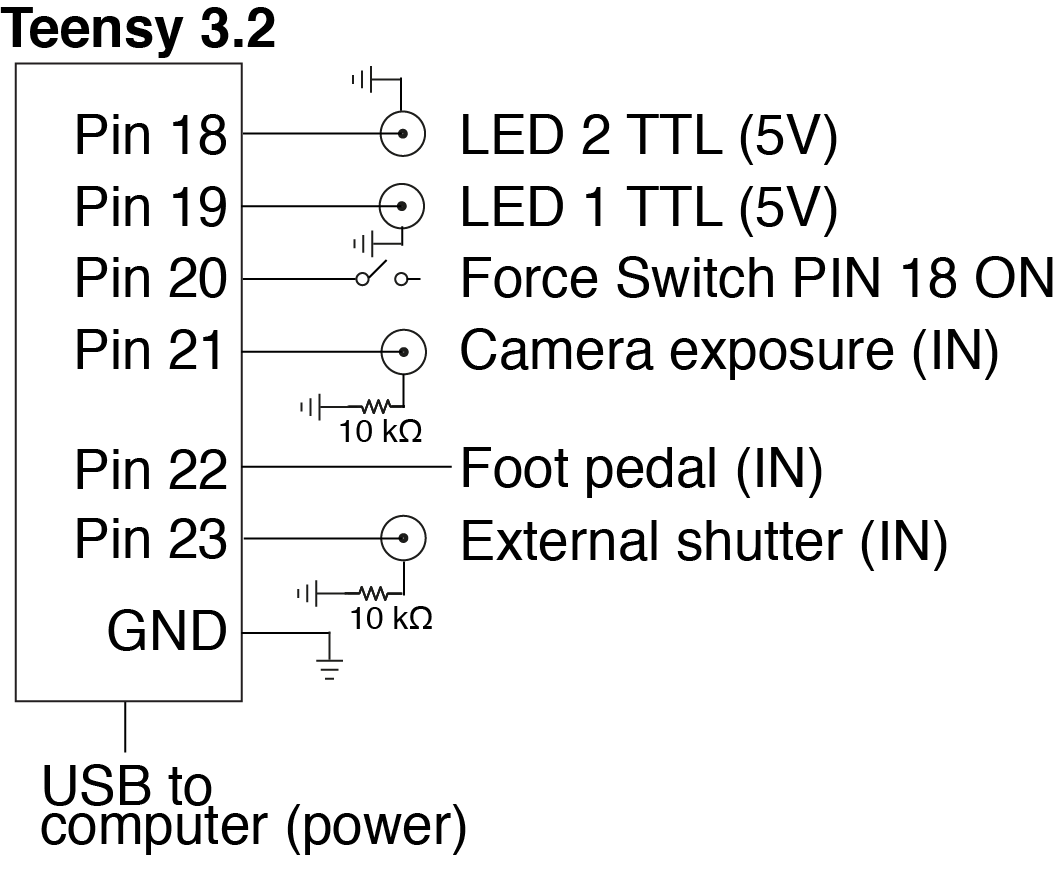 Teensy 3.2
Pin 18 LED 2 TTL (5V)
Pin 19 LED 1 TTL (5V)
Pin 20 Force Switch PIN 18 ON
Pin 21 Camera exposure (IN)
10 kΩ
Pin 22 Foot pedal (IN)
Pin 23 External shutter (IN)
10 kΩ
GND
USB to
computer (power)